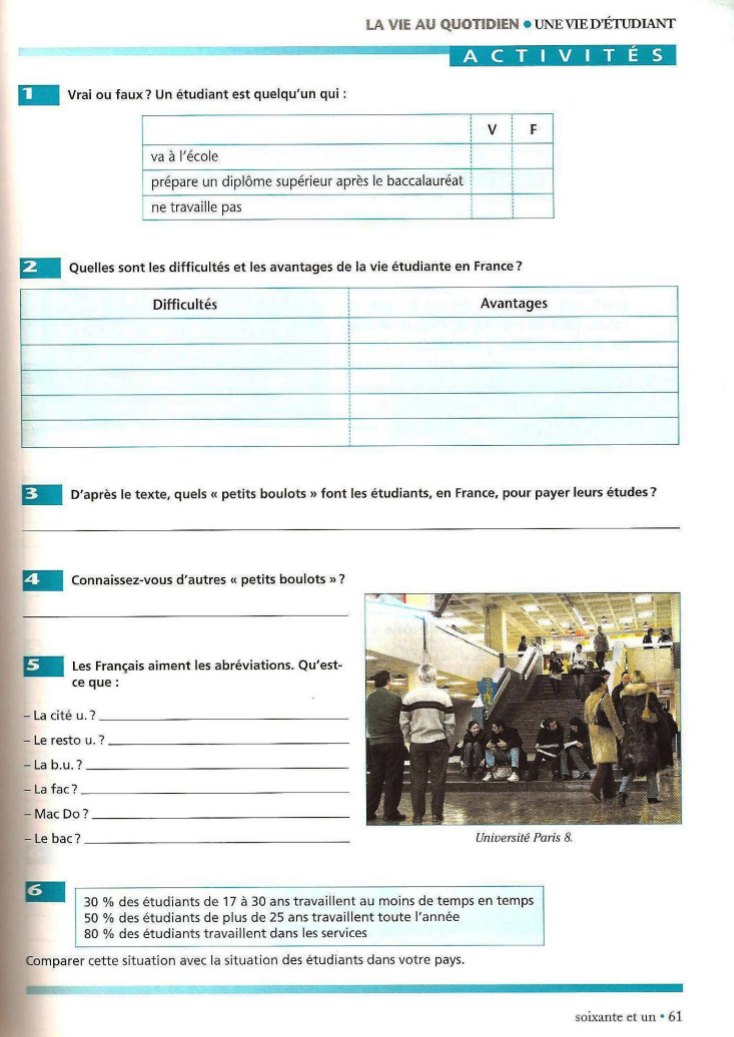 LA VIE AU QUOTIDIEN • UNE VIE D'ÉTUDIANT
ACTIVITÉS
1 Vrai ou faux ? Un étudiant est quelqu'un qui :
V F
va à l'école
prépare un diplôme supérieur après le baccalauréat
ne travaille pas
2 Quelles sont les difficultés et les avantages de la vie étudiante en France ?
Difficultés Avantages
3 D'après le texte, quels « petits boulots » font les étudiants, en France, pour payer leurs études ?
4 Connaissez-vous d'autres « petits boulots » ?
5 Les Français aiment les abréviations. Qu'est-
ce que :
– La cité u. ?
– Le resto u. ?
– La b.u. ?
– La fac ?
– Mac Do ?
– Le bac ?
Université Paris 8.
6
30 % des étudiants de 17 à 30 ans travaillent au moins de temps en temps
50 % des étudiants de plus de 25 ans travaillent toute l'année
80 % des étudiants travaillent dans les services
Comparer cette situation avec la situation des étudiants dans votre pays.
soixante et un • 61